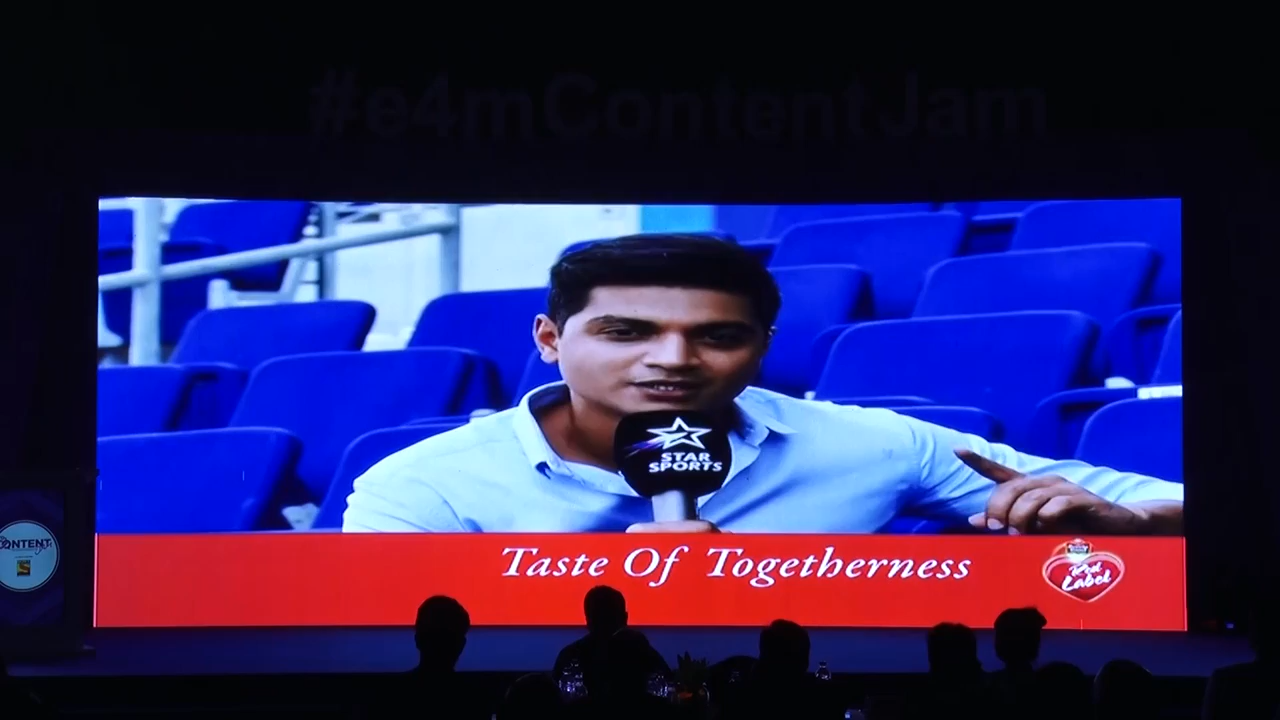 #e4mContentJam
STAR
SPORTS
Taste Of Togetherness
Red
Label
CONTENT